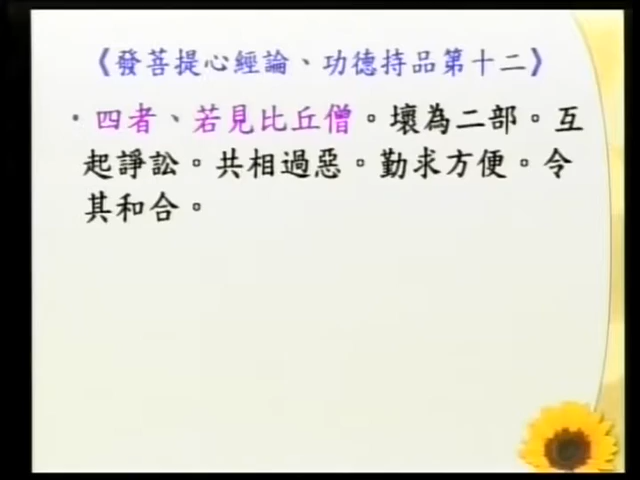 《發菩提心經論、功德持品第十二》
・四者、若見比丘僧。壞為二部。互
起諍訟。共相過惡。勤求方便。令
其和合。